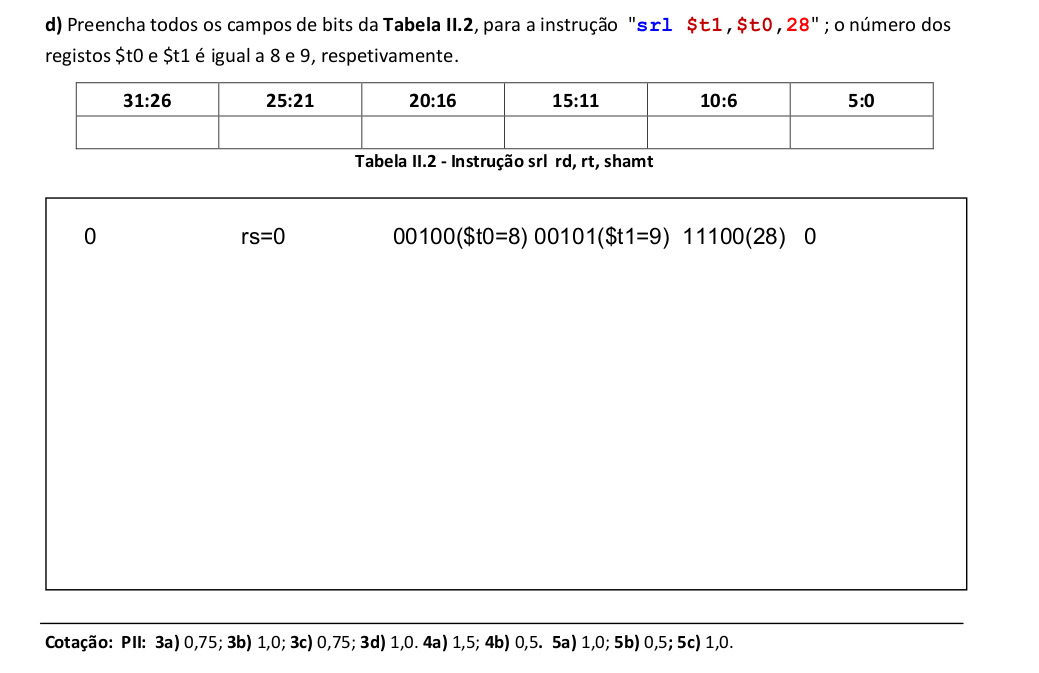 d) Preencha todos os campos de bits da Tabela II.2, para a instrução "srl $t1,$t0,28" ; o número dos
registos $t0 e $t1 é igual a 8 e 9, respetivamente.
31:26 25:21 20:16 15:11 10:6 5:0
Tabela II.2 - Instrução srl rd, rt, shamt
0 rs=0 00100($t0=8) 00101($t1=9) 11100(28) 0
Cotação: PII: 3a) 0,75; 3b) 1,0; 3c) 0,75; 3d) 1,0. 4a) 1,5; 4b) 0,5. 5a) 1,0; 5b) 0,5; 5c) 1,0.